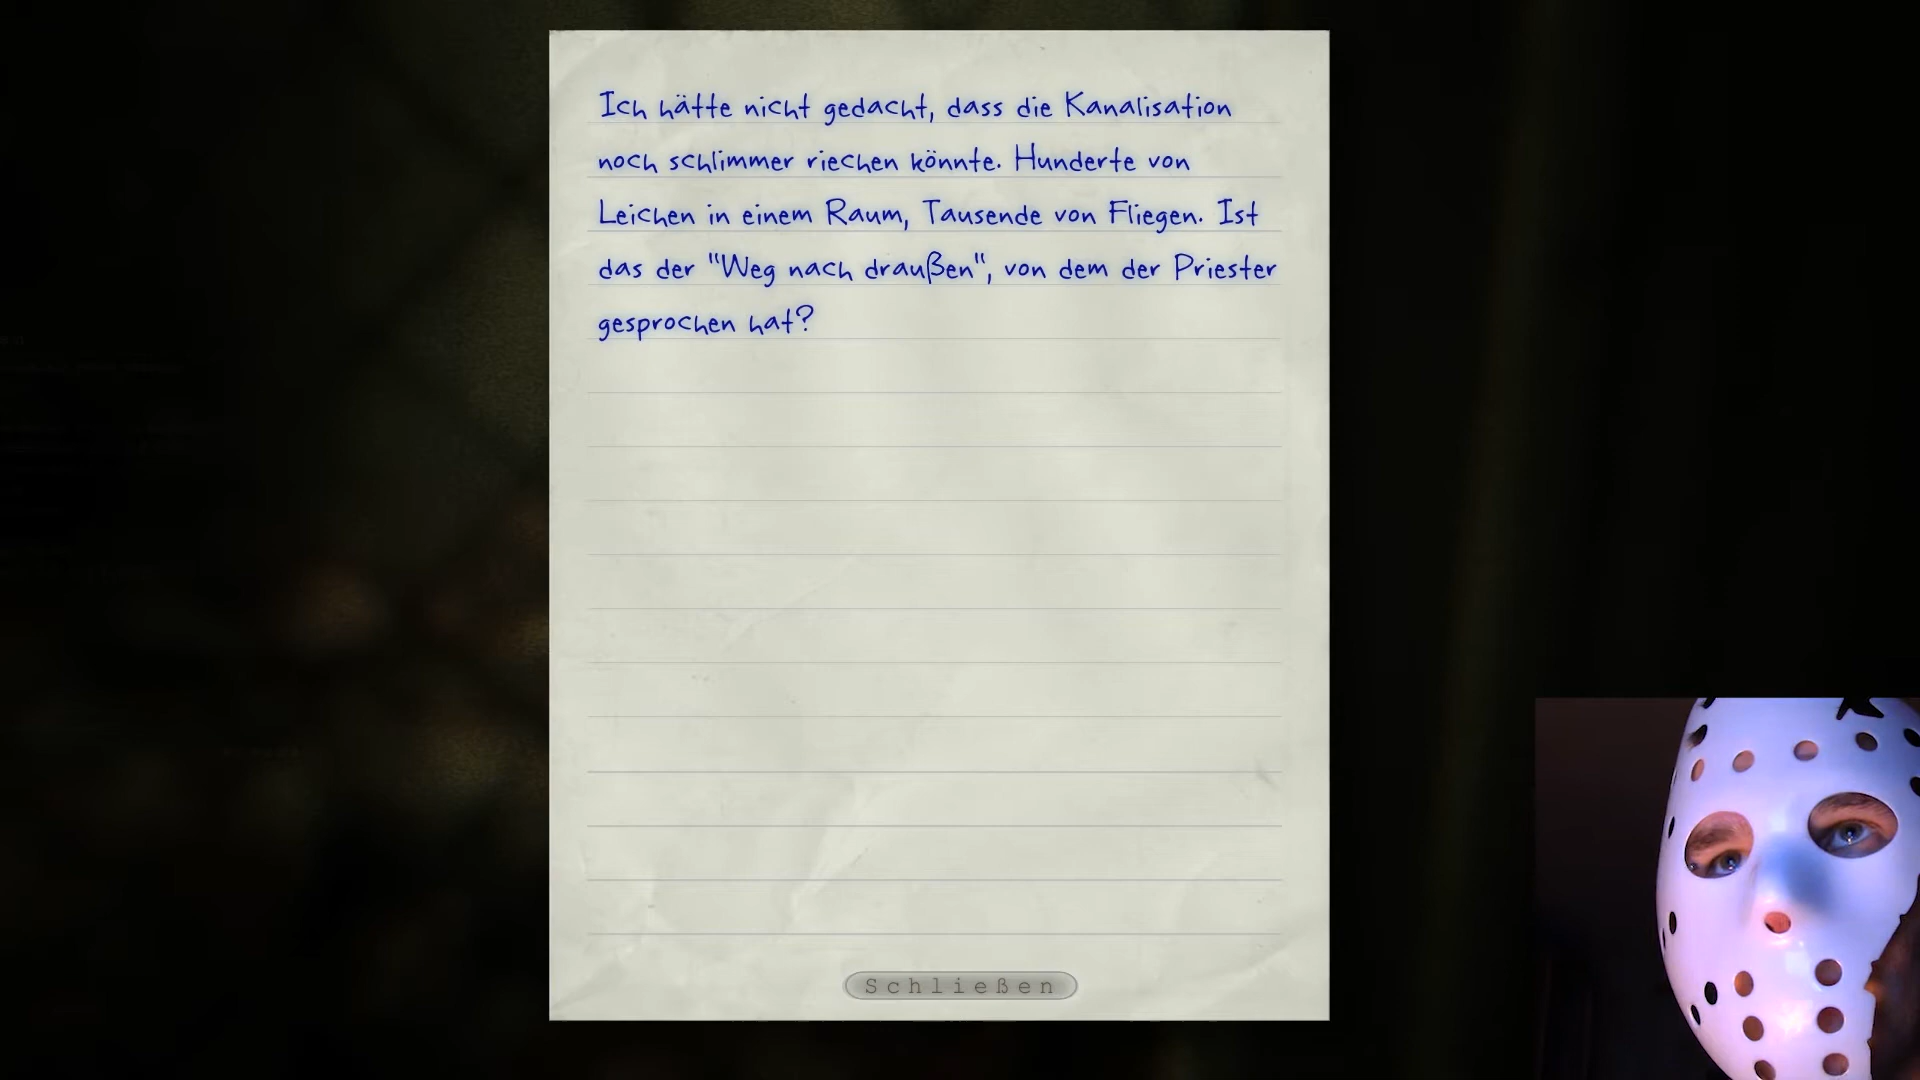 Ich hätte nicht gedacht, dass die Kanalisation
noch schlimmer riechen könnte. Hunderte von
Leichen in einem Raum, Tausende von Fliegen. Ist
das der "Weg nach draußen", von dem der Priester
gesprochen hat?
Schließen